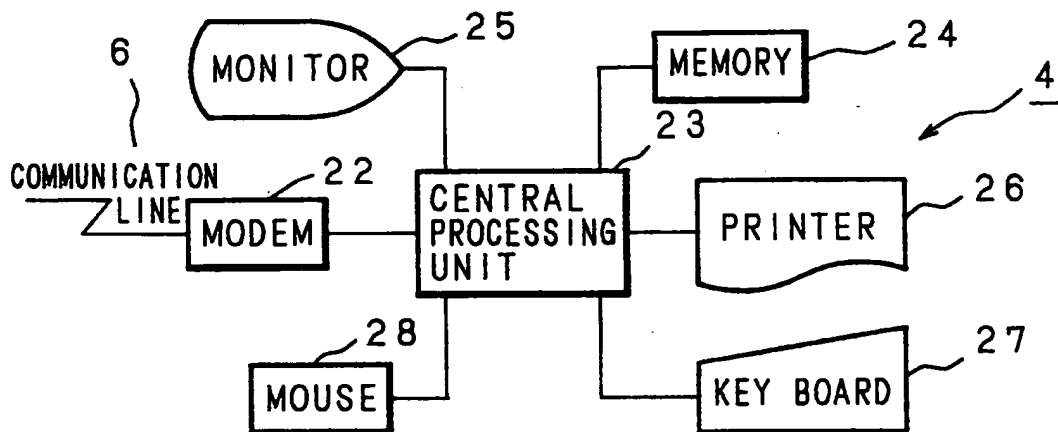 25
MONITOR
24
MEMORY
4
6
23
COMMUNICATION
LINE
22
MODEM
CENTRAL
PROCESSING
UNIT
26
PRINTER
28
MOUSE
27
KEY BOARD